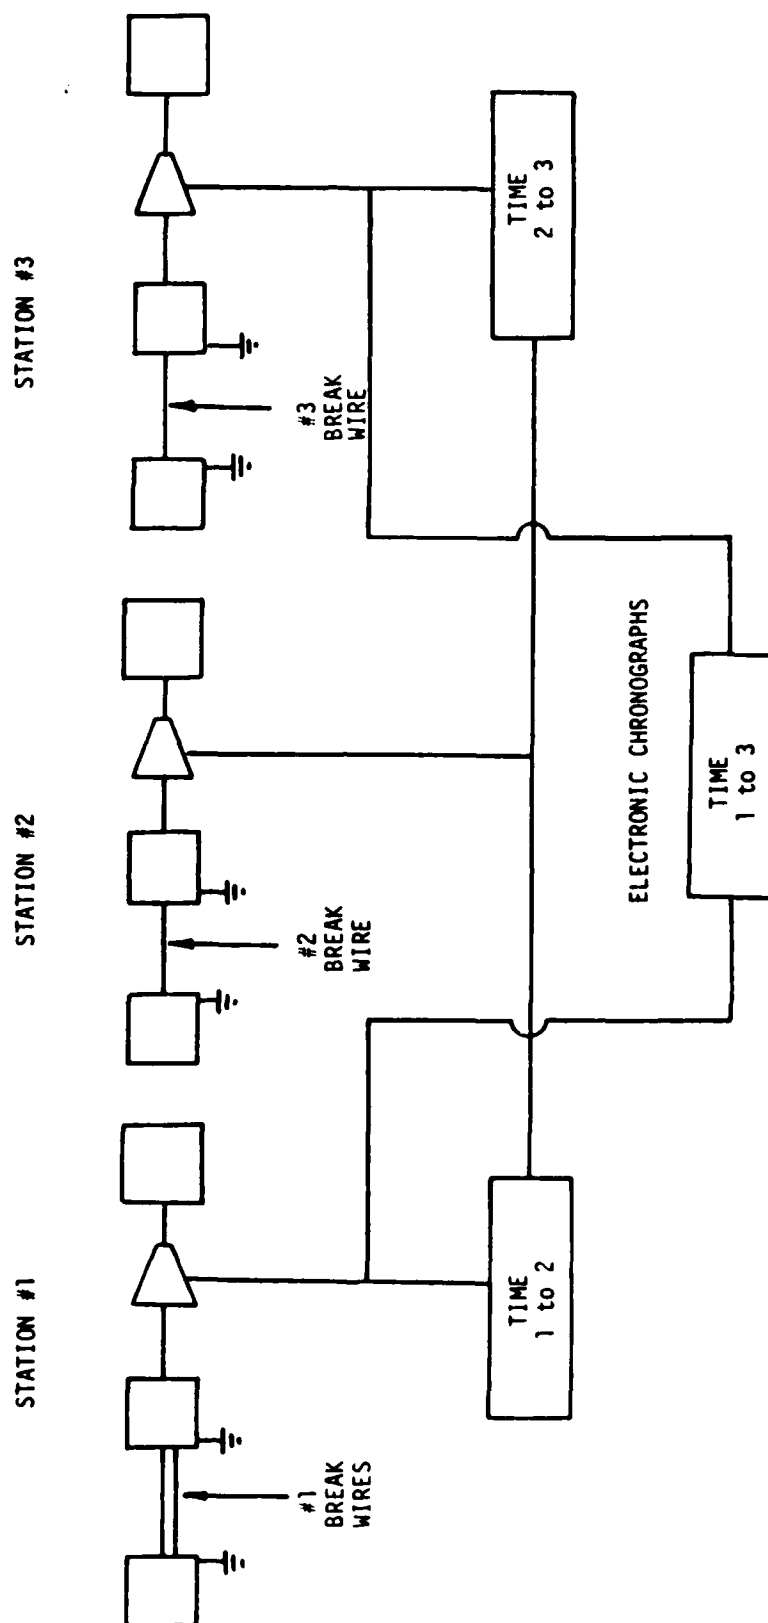 STATION #1
STATION #2
STATION #3
#1
BREAK
WIRES
#2
BREAK
WIRE
#3
BREAK
WIRE
TIME
1 to 2
TIME
2 to 3
ELECTRONIC CHRONOGRAPHS
TIME
1 to 3